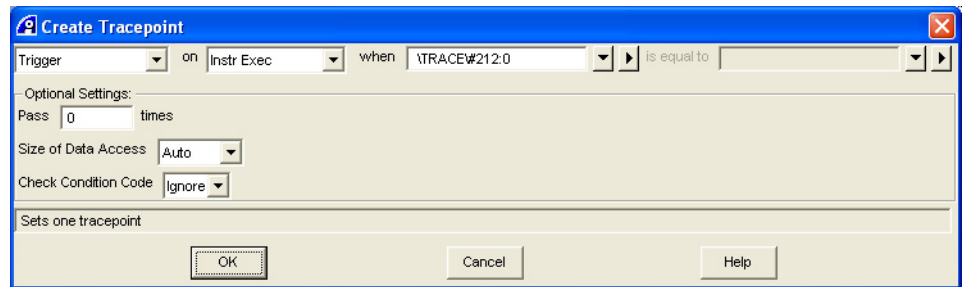 Create Tracepoint
Trigger on Instr Exec when \TRACE\#212:0 is equal to
Optional Settings:
Pass 0 times
Size of Data Access Auto
Check Condition Code Ignore
Sets one tracepoint
OK Cancel Help